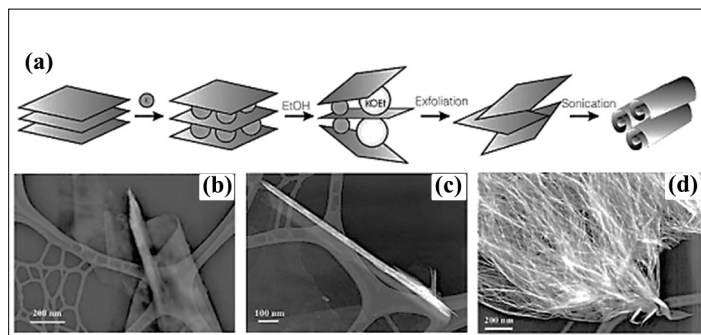 (a)
K
EtOH
KOEt
Exfoliation
Sonication
(b)
(c)
(d)
200 nm
100 nm
200 nm